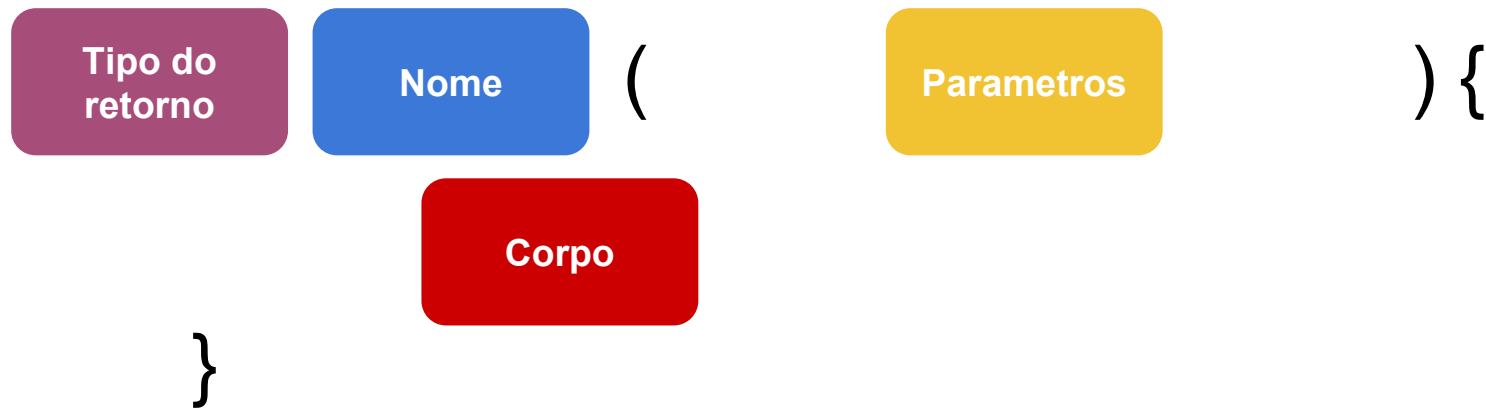 Tipo do
retorno
Nome
(
Parametros
) {
Corpo
}